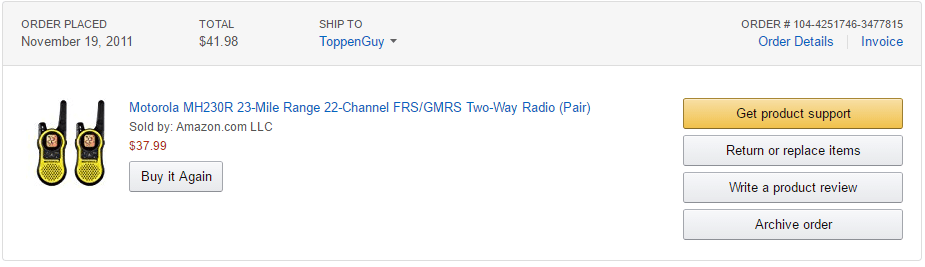 ORDER PLACED
November 19, 2011
TOTAL
$41.98
SHIP TO
ToppenGuy
ORDER # 104-4251746-3477815
Order Details
Invoice
Motorola MH230R 23-Mile Range 22-Channel FRS/GMRS Two-Way Radio (Pair)
Sold by: Amazon.com LLC
$37.99
Buy it Again
Get product support
Return or replace items
Write a product review
Archive order